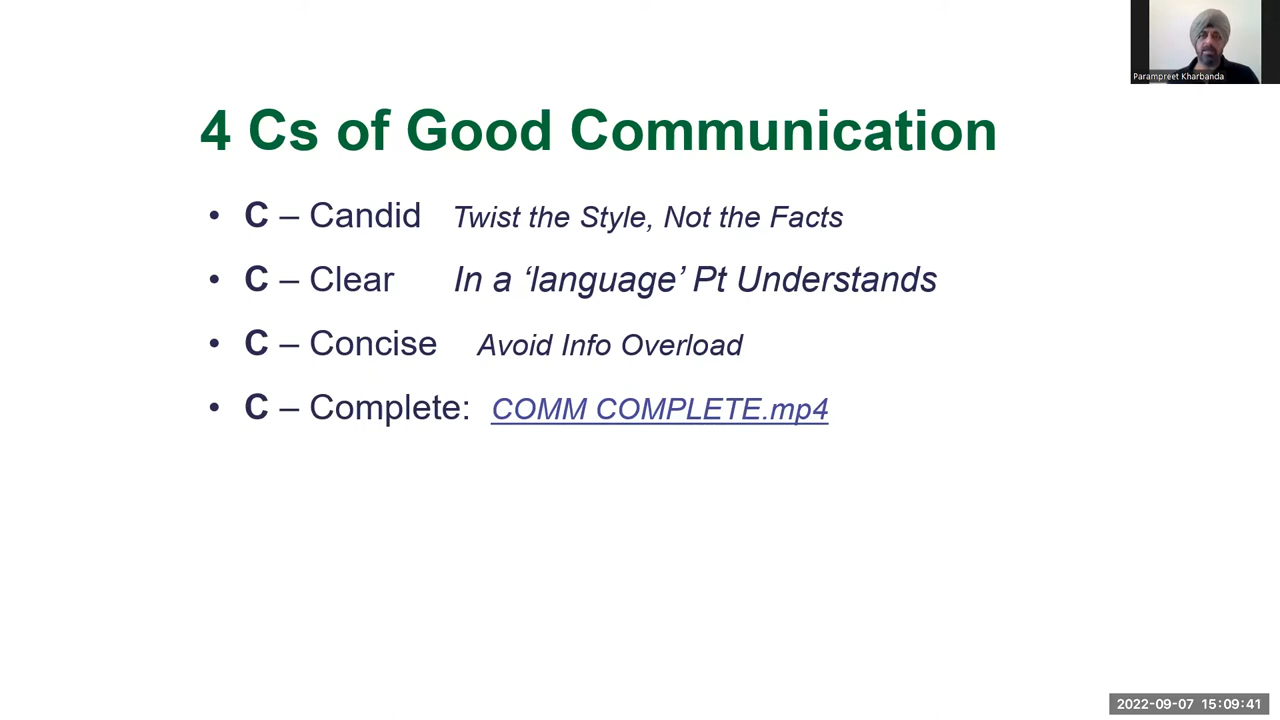 Parampreet Kharbanda
4 Cs of Good Communication
• C – Candid Twist the Style, Not the Facts
• C – Clear In a ‘language’ Pt Understands
• C – Concise Avoid Info Overload
• C – Complete: COMM COMPLETE.mp4
2022-09-07 15:09:41